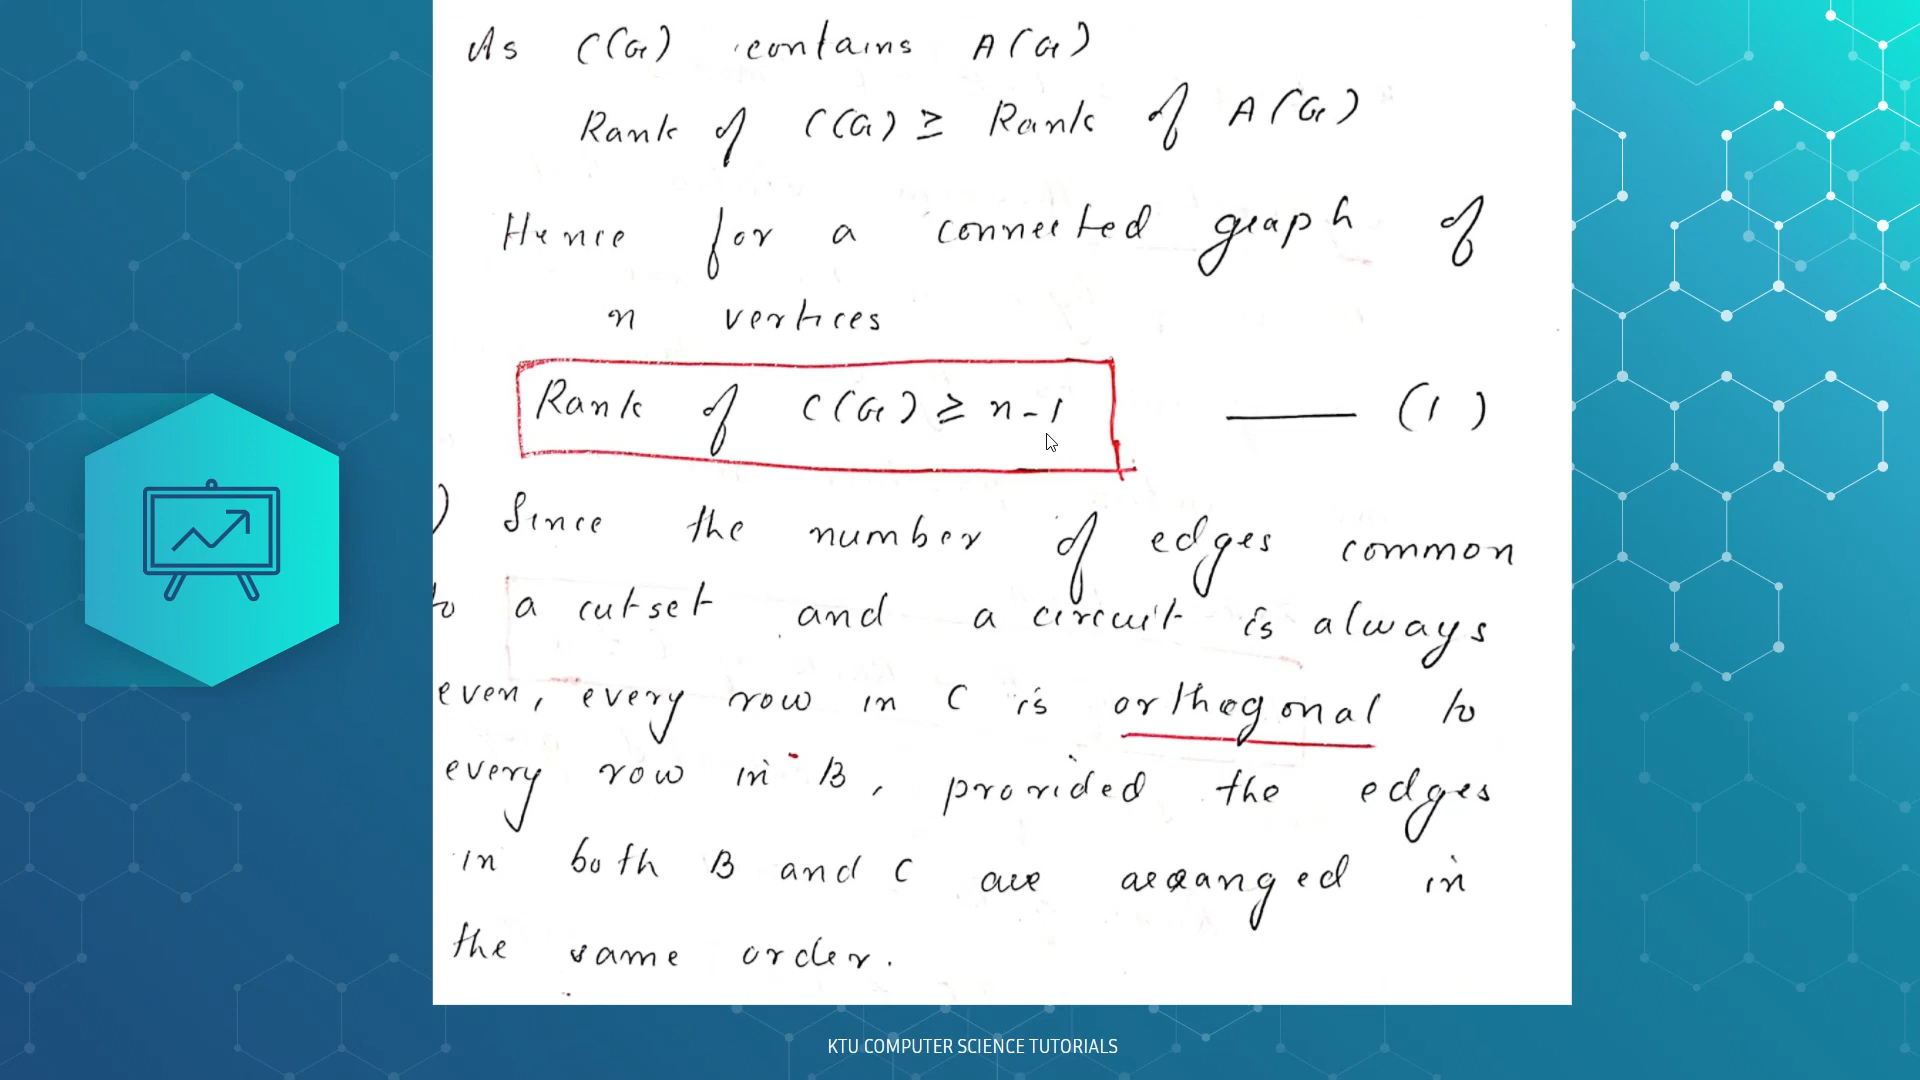 As C(G) contains A(G)
Rank of C(G) ≥ Rank of A(G)
Hence for a connected graph of
n vertices
Rank of C(G) ≥ n-1 —— (1)
) Since the number of edges common
to a cut-set and a circuit is always
even, every row in C is orthogonal to
every row in B, provided the edges
in both B and C are arranged in
the same order.
KTU COMPUTER SCIENCE TUTORIALS